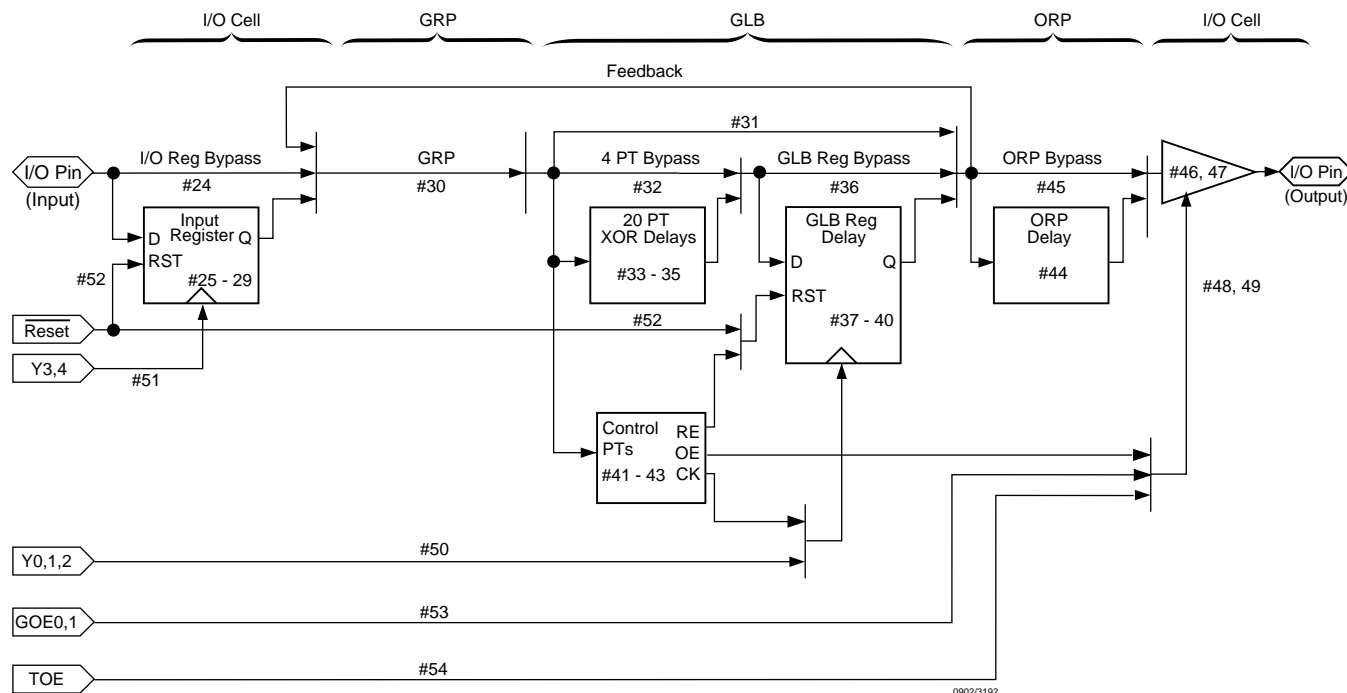 I/O Cell
GRP
GLB
ORP
I/O Cell
Feedback
#31
I/O Pin
(Input)
I/O Reg Bypass
#24
GRP
#30
4 PT Bypass
#32
GLB Reg Bypass
#36
ORP Bypass
#45
#46, 47
I/O Pin
(Output)
Input
Register
D
Q
RST
#25 - 29
#52
20 PT
XOR Delays
#33 - 35
GLB Reg
Delay
D
Q
RST
#37 - 40
ORP
Delay
#44
#48, 49
Reset
#52
Y3,4
#51
Control
PTs
#41 - 43
RE
OE
CK
Y0,1,2
#50
GOE0,1
#53
TOE
#54
0902/3192